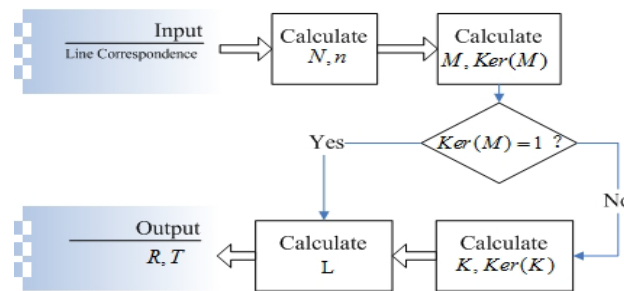 Input
Line Correspondence
Calculate
N, n
Calculate
M, Ker(M)
Ker(M)=1 ?
Yes
No
Output
R, T
Calculate
L
Calculate
K, Ker(K)